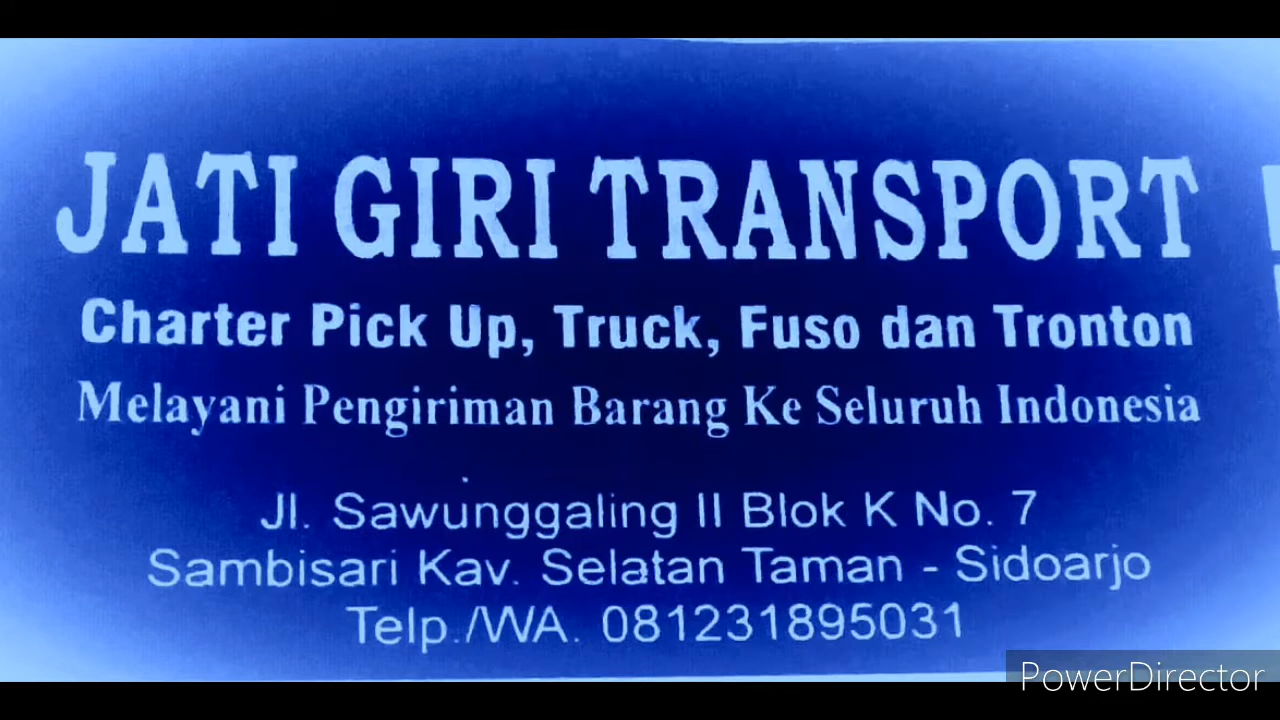 JATI GIRI TRANSPORT
Charter Pick Up, Truck, Fuso dan Tronton
Melayani Pengiriman Barang Ke Seluruh Indonesia
Jl. Sawunggaling II Blok K No. 7
Sambisari Kav. Selatan Taman - Sidoarjo
Telp./WA. 081231895031
PowerDirector